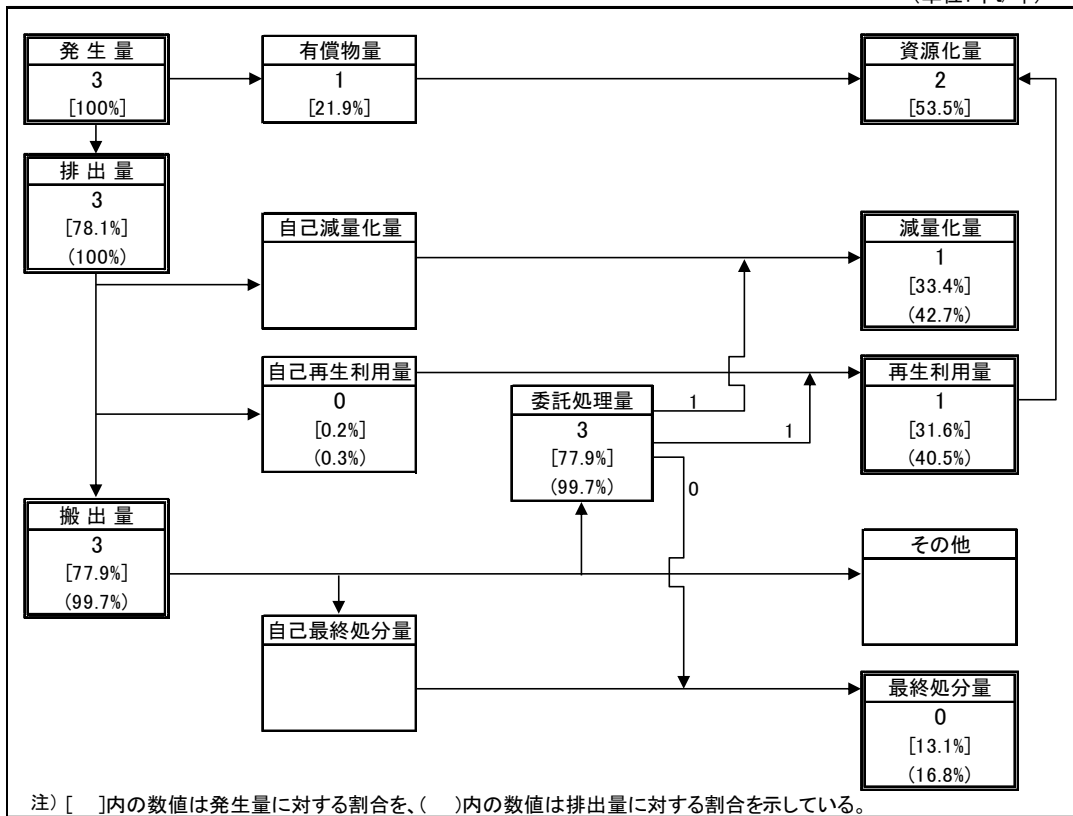 発 生 量
3
[100%]
有償物量
1
[21.9%]
資源化量
2
[53.5%]
排 出 量
3
[78.1%]
(100%)
自己減量化量
減量化量
1
[33.4%]
(42.7%)
自己再生利用量
0
[0.2%]
(0.3%)
委託処理量
3
[77.9%]
(99.7%)
1
1
0
再生利用量
1
[31.6%]
(40.5%)
搬 出 量
3
[77.9%]
(99.7%)
その他
自己最終処分量
最終処分量
0
[13.1%]
(16.8%)
注) [　]内の数値は発生量に対する割合を、(　)内の数値は排出量に対する割合を示している。